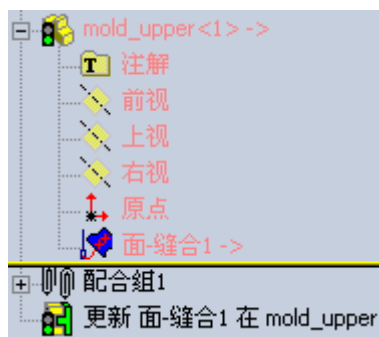 mold_upper<1> ->
注解
前视
上视
右视
原点
面-缝合1 ->
配合组1
更新 面-缝合1 在 mold_upper